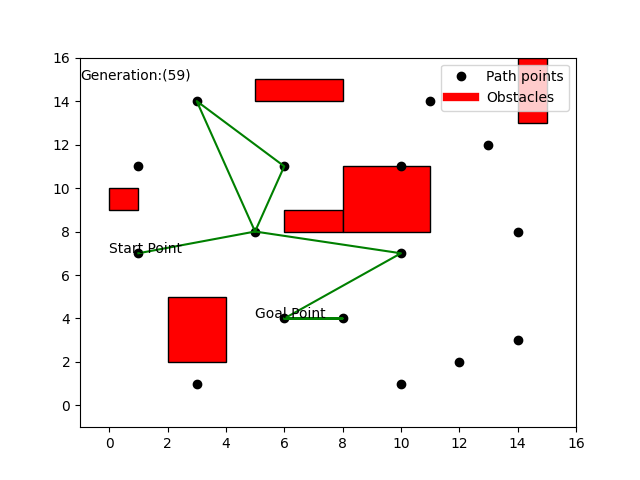 Generation:(59)
Path points
Obstacles
Start Point
Goal Point
16
14
12
10
8
6
4
2
0
0 2 4 6 8 10 12 14 16